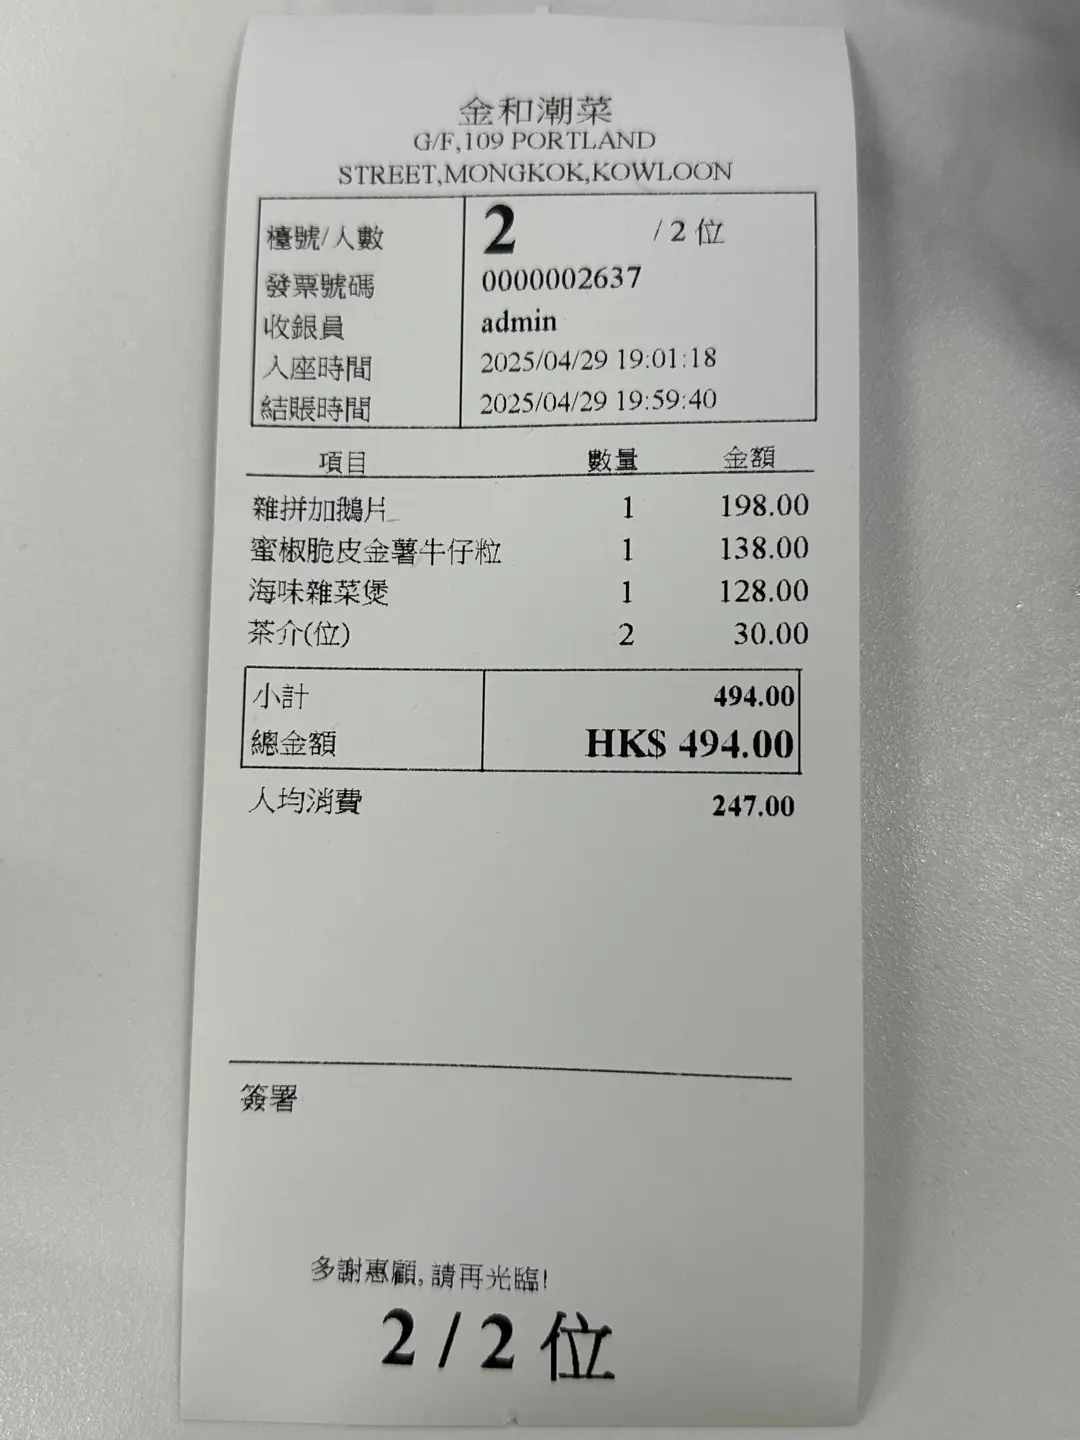 金和潮菜
G/F,109 PORTLAND
STREET,MONGKOK,KOWLOON
檯號/人數 2 / 2 位
發票號碼 0000002637
收銀員 admin
入座時間 2025/04/29 19:01:18
結賬時間 2025/04/29 19:59:40
項目 數量 金額
雜拼加鵝片_ 1 198.00
蜜椒脆皮金薯牛仔粒 1 138.00
海味雜菜煲 1 128.00
茶介(位) 2 30.00
小計 494.00
總金額 HK$ 494.00
人均消費 247.00
簽署
多謝惠顧, 請再光臨!
2 / 2 位